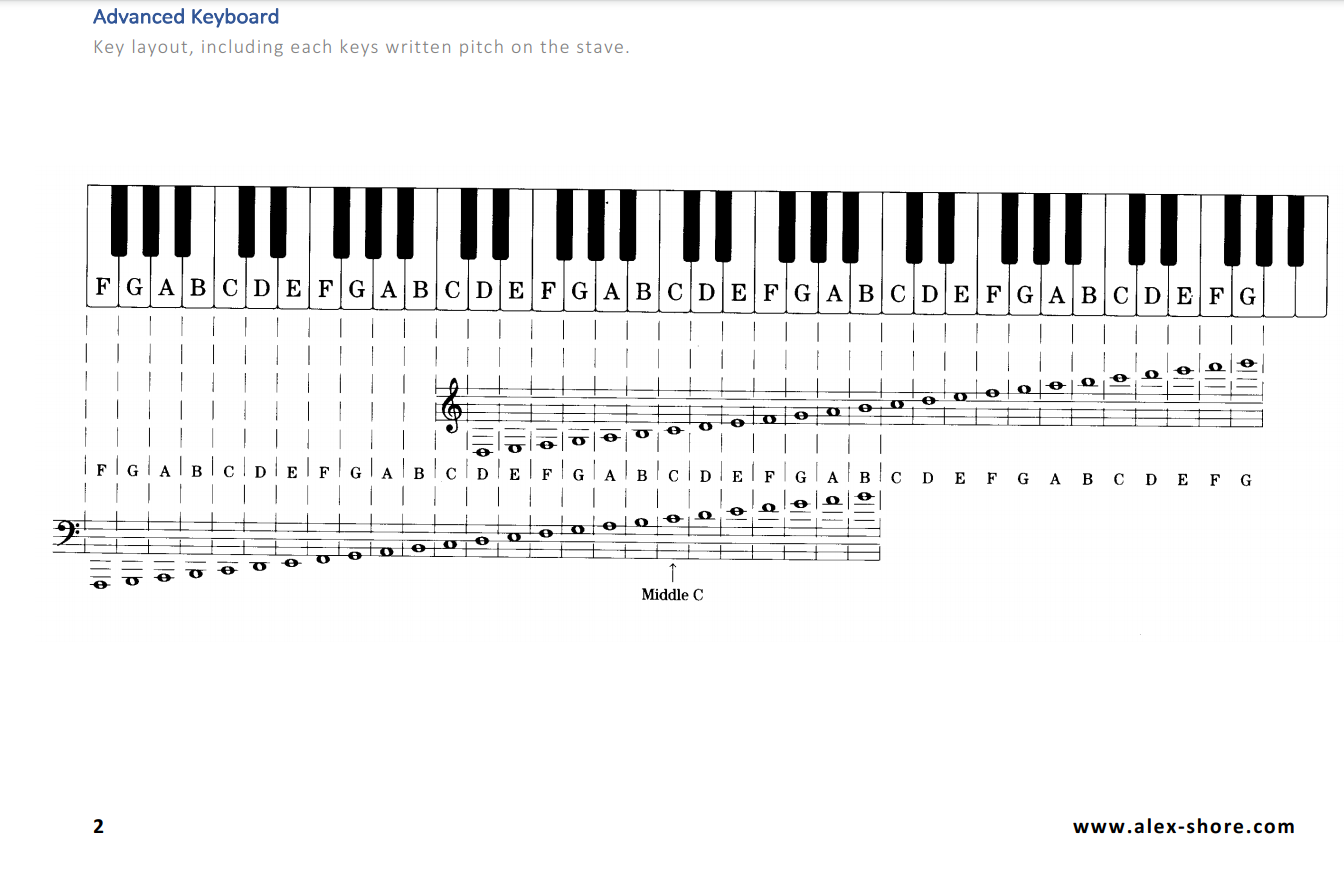 Advanced Keyboard
Key layout, including each keys written pitch on the stave.
F G A B C D E F G A B C D E F G A B C D E F G A B C D E F G A B C D E F G
F G A B C D E F G A B C D E F G A B C D E F G A B C D E F G A B C D E F G
Middle C
2 www.alex-shore.com